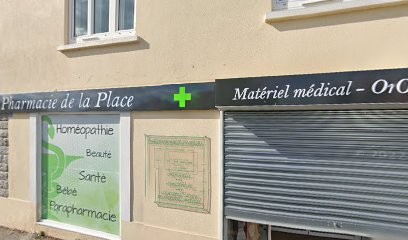 Pharmacie de la Place
Matériel médical -
Homéopathie
Beauté
Santé
Bébé
Parapharmacie